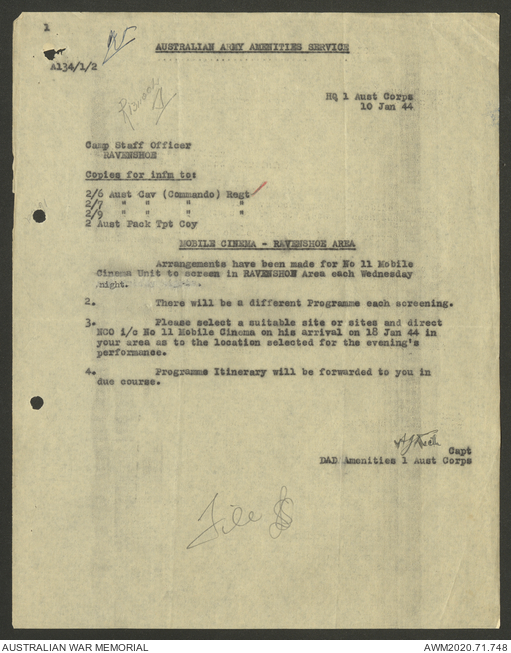 1
AUSTRALIAN ARMY AMENITIES SERVICE
A134/1/2
HQ 1 Aust Corps
10 Jan 44
Camp Staff Officer
RAVENSHOE
Copies for infm to:
2/6 Aust Cav (Commando) Regt
2/7 " " " "
2/9 " " " "
2 Aust Pack Tpt Coy
MOBILE CINEMA - RAVENSHOE AREA
Arrangements have been made for No 11 Mobile
Cinema Unit to screen in RAVENSHOE Area each Wednesday
night.
2. There will be a different Programme each screening.
3. Please select a suitable site or sites and direct
NCO i/c No 11 Mobile Cinema on his arrival on 18 Jan 44 in
your area as to the location selected for the evening's
performance.
4. Programme Itinerary will be forwarded to you in
due course.
Capt
DAD Amenities 1 Aust Corps
File
AUSTRALIAN WAR MEMORIAL
AWM2020.71.748